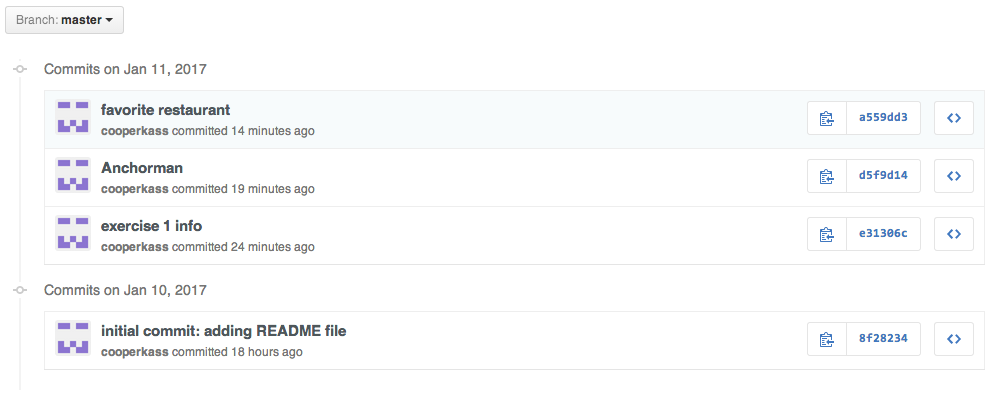 Branch: master
Commits on Jan 11, 2017
favorite restaurant
cooperkass committed 14 minutes ago
a559dd3
Anchorman
cooperkass committed 19 minutes ago
d5f9d14
exercise 1 info
cooperkass committed 24 minutes ago
e31306c
Commits on Jan 10, 2017
initial commit: adding README file
cooperkass committed 18 hours ago
8f28234